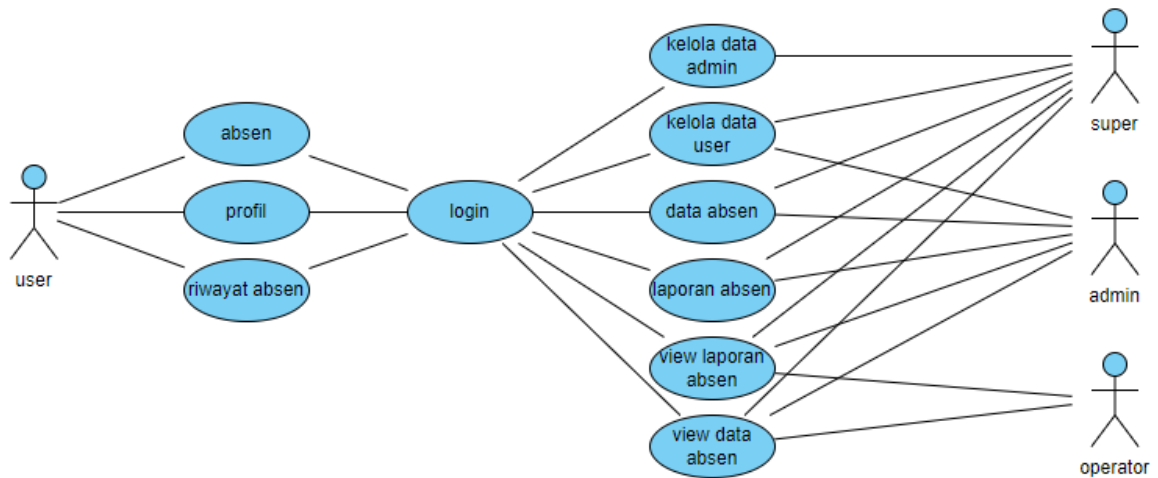 user
absen
profil
riwayat absen
login
kelola data
admin
kelola data
user
data absen
laporan absen
view laporan
absen
view data
absen
super
admin
operator